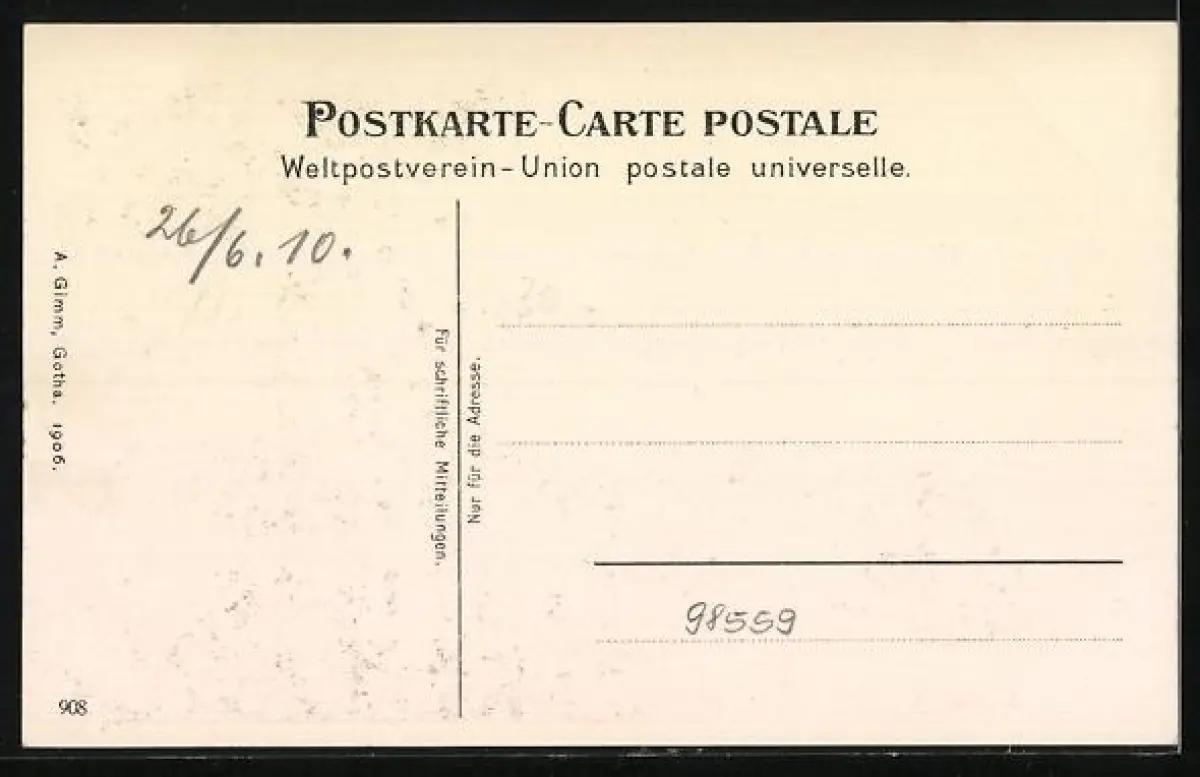 POSTKARTE-CARTE POSTALE
Weltpostverein-Union postale universelle.
26/6.10.
A. Gimm, Gotha. 1906.
Für schriftliche Mitteilungen.
Nur für die Adresse.
98559
908